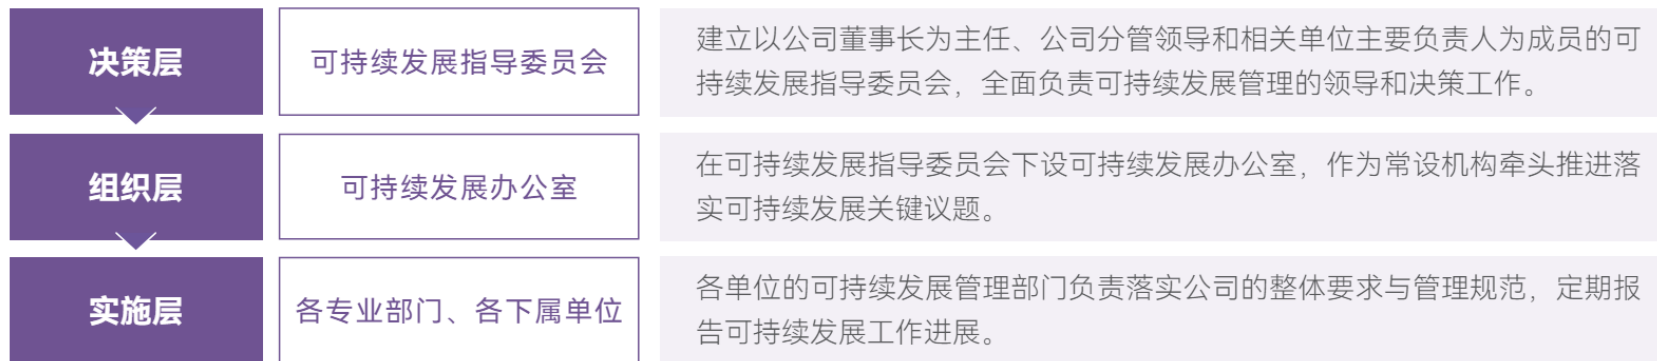 决策层
可持续发展指导委员会
建立以公司董事长为主任、公司分管领导和相关单位主要负责人为成员的可
持续发展指导委员会，全面负责可持续发展管理的领导和决策工作。
组织层
可持续发展办公室
在可持续发展指导委员会下设可持续发展办公室，作为常设机构牵头推进落
实可持续发展关键议题。
实施层
各专业部门、各下属单位
各单位的可持续发展管理部门负责落实公司的整体要求与管理规范，定期报
告可持续发展工作进展。